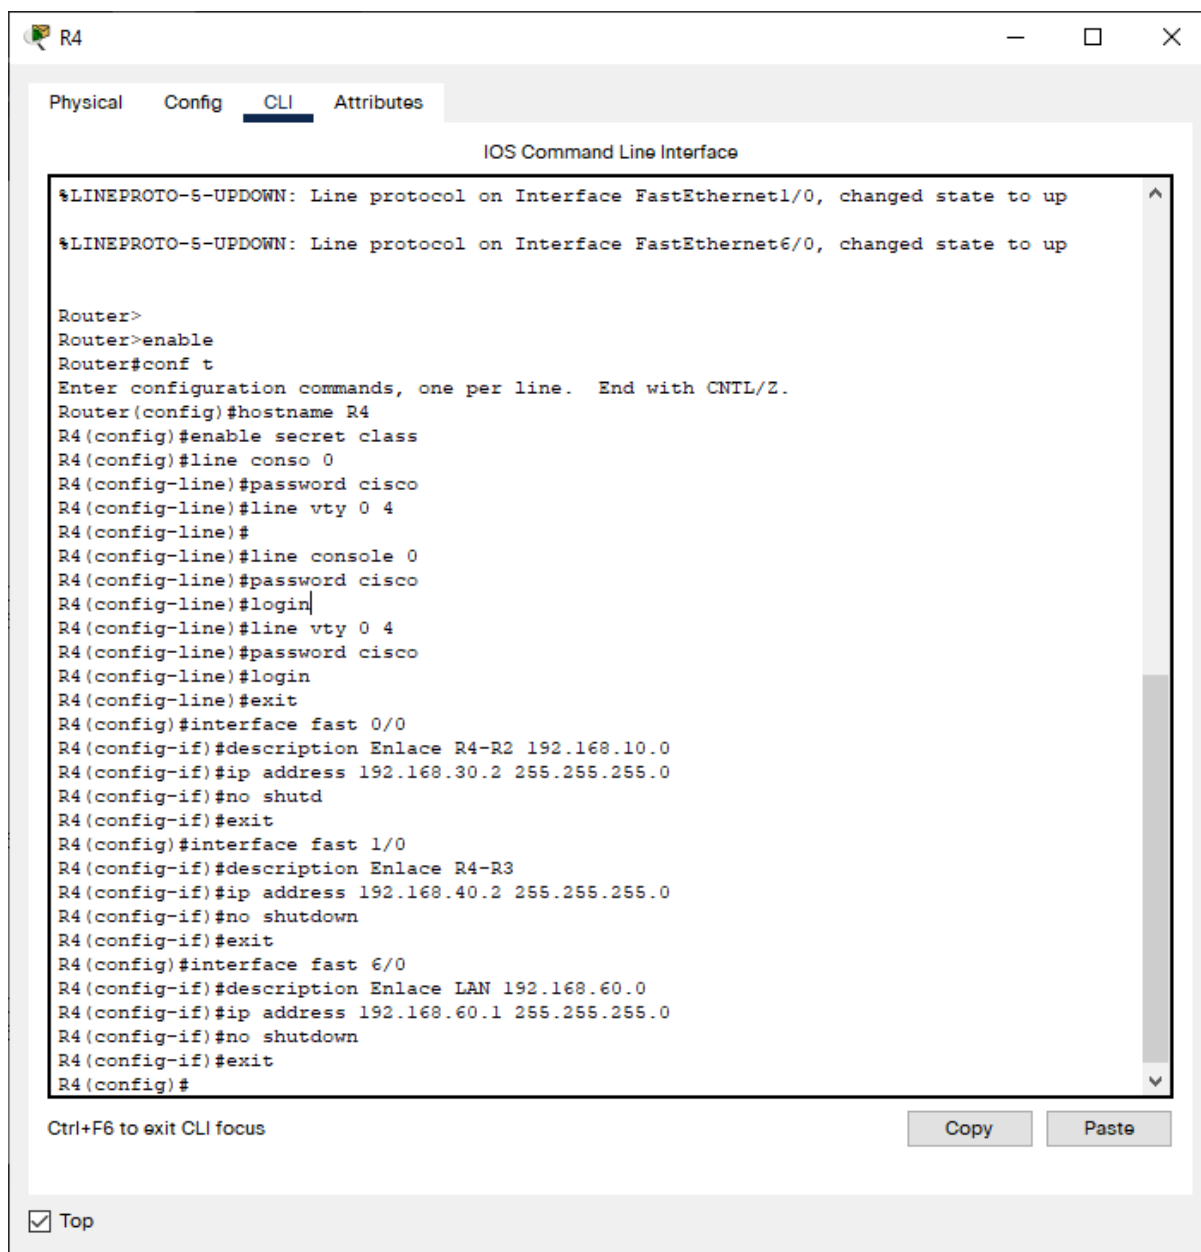 R4
Physical Config CLI Attributes
IOS Command Line Interface
%LINEPROTO-5-UPDOWN: Line protocol on Interface FastEthernet1/0, changed state to up
%LINEPROTO-5-UPDOWN: Line protocol on Interface FastEthernet6/0, changed state to up
Router>
Router>enable
Router#conf t
Enter configuration commands, one per line.  End with CNTL/Z.
Router(config)#hostname R4
R4(config)#enable secret class
R4(config)#line conso 0
R4(config-line)#password cisco
R4(config-line)#line vty 0 4
R4(config-line)#
R4(config-line)#line console 0
R4(config-line)#password cisco
R4(config-line)#login
R4(config-line)#line vty 0 4
R4(config-line)#password cisco
R4(config-line)#login
R4(config-line)#exit
R4(config)#interface fast 0/0
R4(config-if)#description Enlace R4-R2 192.168.10.0
R4(config-if)#ip address 192.168.30.2 255.255.255.0
R4(config-if)#no shutd
R4(config-if)#exit
R4(config)#interface fast 1/0
R4(config-if)#description Enlace R4-R3
R4(config-if)#ip address 192.168.40.2 255.255.255.0
R4(config-if)#no shutdown
R4(config-if)#exit
R4(config)#interface fast 6/0
R4(config-if)#description Enlace LAN 192.168.60.0
R4(config-if)#ip address 192.168.60.1 255.255.255.0
R4(config-if)#no shutdown
R4(config-if)#exit
R4(config)#
Ctrl+F6 to exit CLI focus
Copy Paste
Top